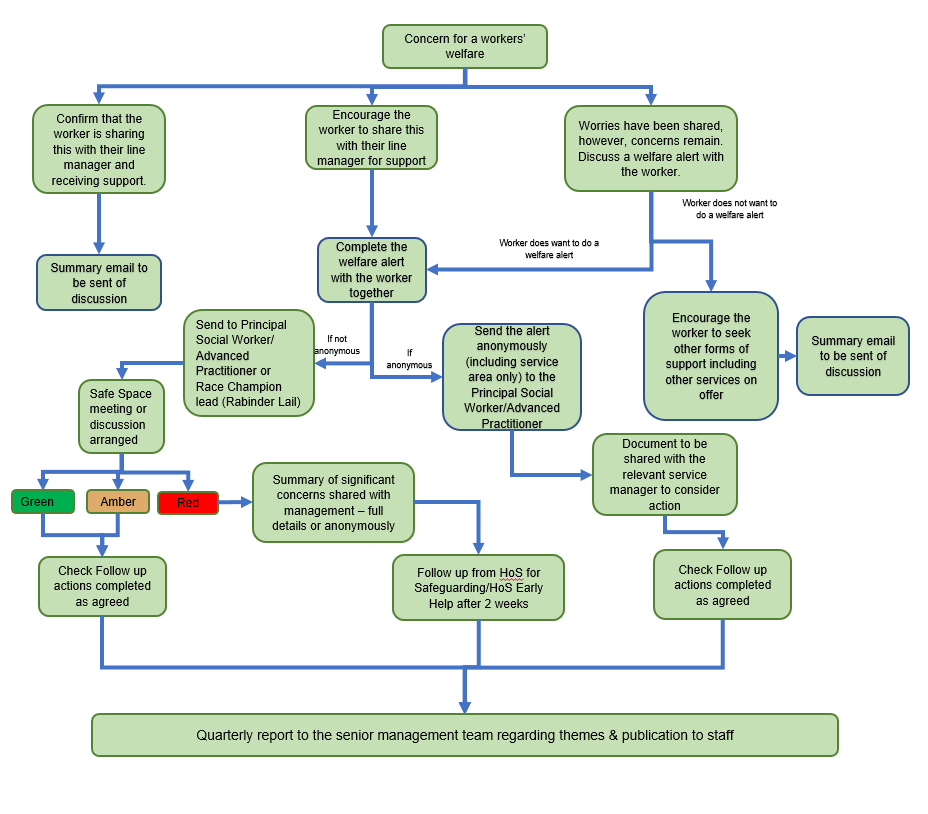 Concern for a workers’
welfare
Confirm that the
worker is sharing
this with their line
manager and
receiving support.
Encourage the
worker to share this
with their line
manager for support
Worries have been shared,
however, concerns remain.
Discuss a welfare alert with
the worker.
Worker does not want to
do a welfare alert
Worker does want to do a
welfare alert
Summary email to
be sent of
discussion
Complete the
welfare alert
with the worker
together
Encourage the
worker to seek
other forms of
support including
other services on
offer
Summary email
to be sent of
discussion
Send to Principal
Social Worker/
Advanced
Practitioner or
Race Champion
lead (Rabinder Lail)
If not
anonymous
If
anonymous
Send the alert
anonymously
(including service
area only) to the
Principal Social
Worker/Advanced
Practitioner
Safe Space
meeting or
discussion
arranged
Document to be
shared with the
relevant service
manager to consider
action
Green
Amber
Red
Summary of significant
concerns shared with
management – full
details or anonymously
Check Follow up
actions completed
as agreed
Follow up from HoS for
Safeguarding/HoS Early
Help after 2 weeks
Check Follow up
actions completed
as agreed
Quarterly report to the senior management team regarding themes & publication to staff